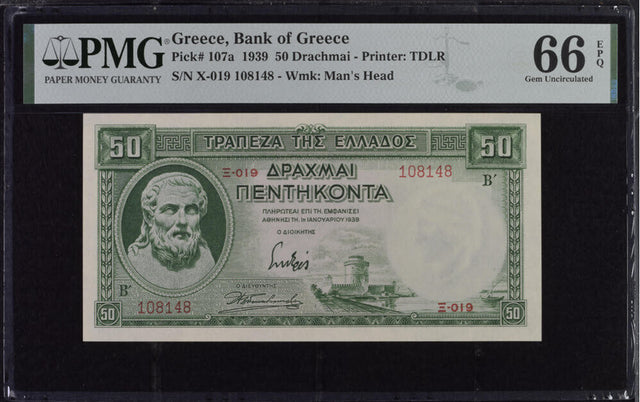 PMG
PAPER MONEY GUARANTY
Greece, Bank of Greece
Pick# 107a 1939 50 Drachmai - Printer: TDLR
S/N X-019 108148 - Wmk: Man's Head
66 EPQ
Gem Uncirculated
50 ΤΡΑΠΕΖΑ ΤΗΣ ΕΛΛΑΔΟΣ 50
Ξ-019 ΔΡΑΧΜΑΙ 108148
ΠΕΝΤΗΚΟΝΤΑ Β΄
ΠΛΗΡΩΤΕΑΙ ΕΠΙ ΤΗ ΕΜΦΑΝΙΣΕΙ
ΑΘΗΝΗΣΙ ΤΗ. 1η ΙΑΝΟΥΑΡΙΟΥ 1939
Ο ΔΙΟΙΚΗΤΗΣ
Ο ΔΙΕΥΘΥΝΤΗΣ
Β΄ 108148 Ξ-019
50 50